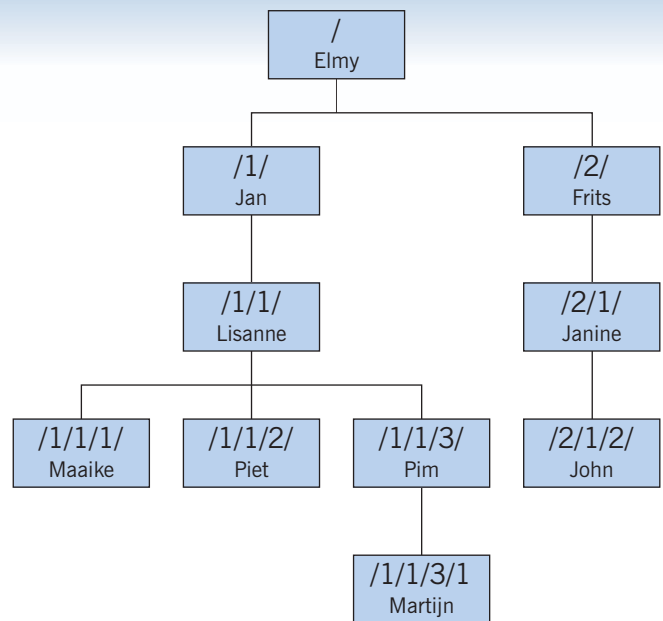 /
Elmy
/1/
Jan
/2/
Frits
/1/1/
Lisanne
/2/1/
Janine
/1/1/1/
Maaike
/1/1/2/
Piet
/1/1/3/
Pim
/2/1/2/
John
/1/1/3/1
Martijn